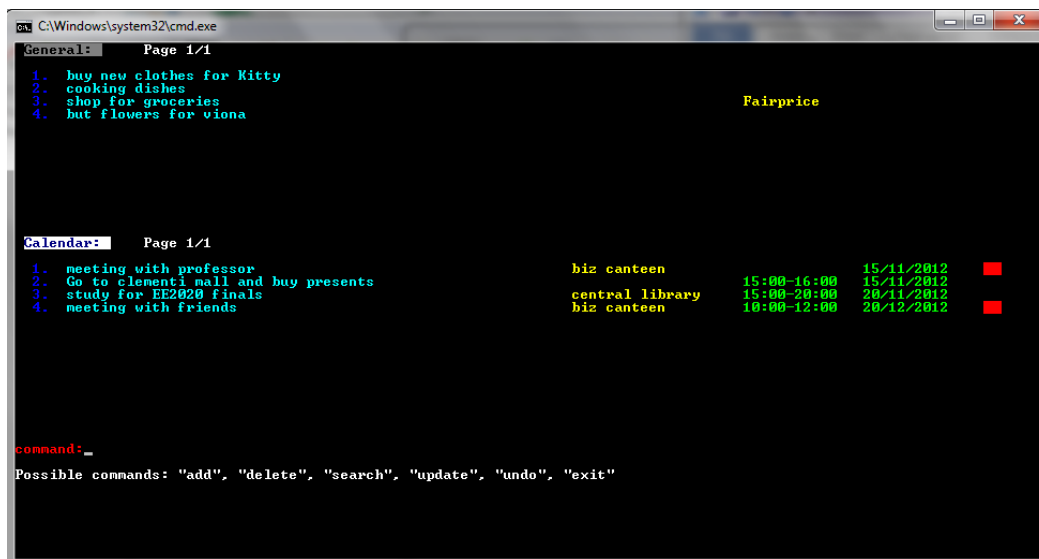 C:\Windows\system32\cmd.exe
General: Page 1/1
1. buy new clothes for Kitty
2. cooking dishes
3. shop for groceries Fairprice
4. but flowers for viona
Calendar: Page 1/1
1. meeting with professor biz canteen 15/11/2012
2. Go to clementi mall and buy presents 15:00-16:00 15/11/2012
3. study for EE2020 finals central library 15:00-20:00 20/11/2012
4. meeting with friends biz canteen 10:00-12:00 20/12/2012
command:_
Possible commands: "add", "delete", "search", "update", "undo", "exit"